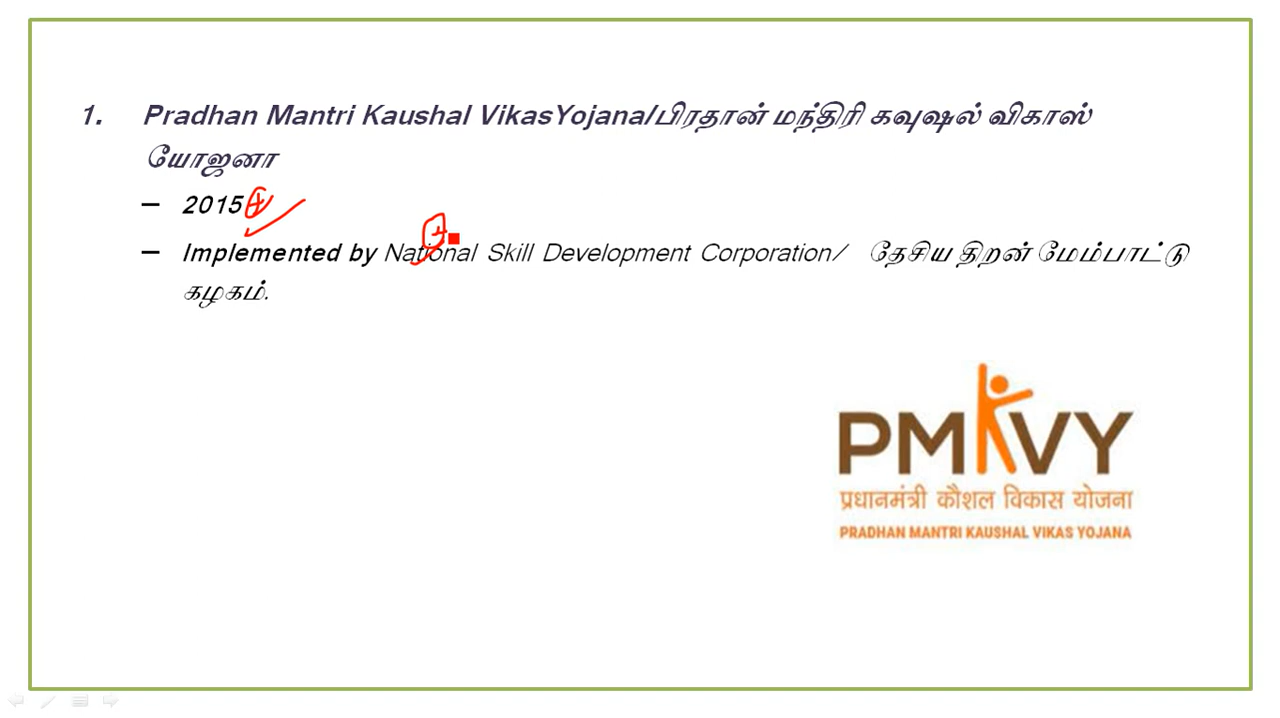 1. Pradhan Mantri Kaushal VikasYojana/பிரதான் மந்திரி கவுஷல் விகாஸ்
யோஜனா
– 2015
– Implemented by National Skill Development Corporation/ தேசிய திறன் மேம்பாட்டு
கழகம்.
PMKVY
प्रधानमंत्री कौशल विकास योजना
PRADHAN MANTRI KAUSHAL VIKAS YOJANA